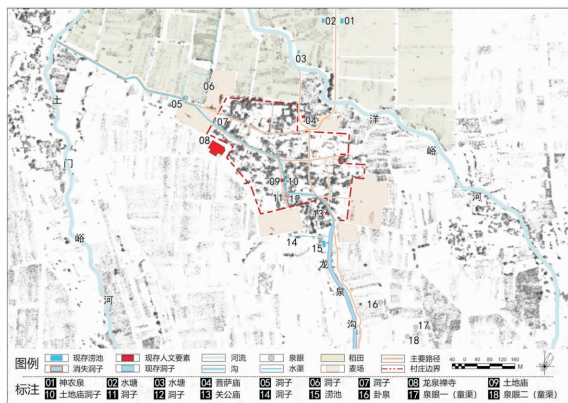 02 01
03
06
05
07
04
08
09 10
11 12
13
14
15
16
17
18
土门峪河
洋峪河
龙泉沟
图例
现存涝池 现存人文要素 河流 泉眼 稻田 主要路径
消失洞子 现存洞子 沟 水渠 麦场 村庄边界
40 0 40 80 120 160 M
标注
01 神农泉 02 水塘 03 水塘 04 菩萨庙 05 洞子 06 洞子 07 洞子 08 龙泉禅寺 09 土地庙
10 土地庙洞子 11 洞子 12 洞子 13 关公庙 14 洞子 15 涝池 16 卦泉 17 泉眼一（童渠） 18 泉眼二（童渠）